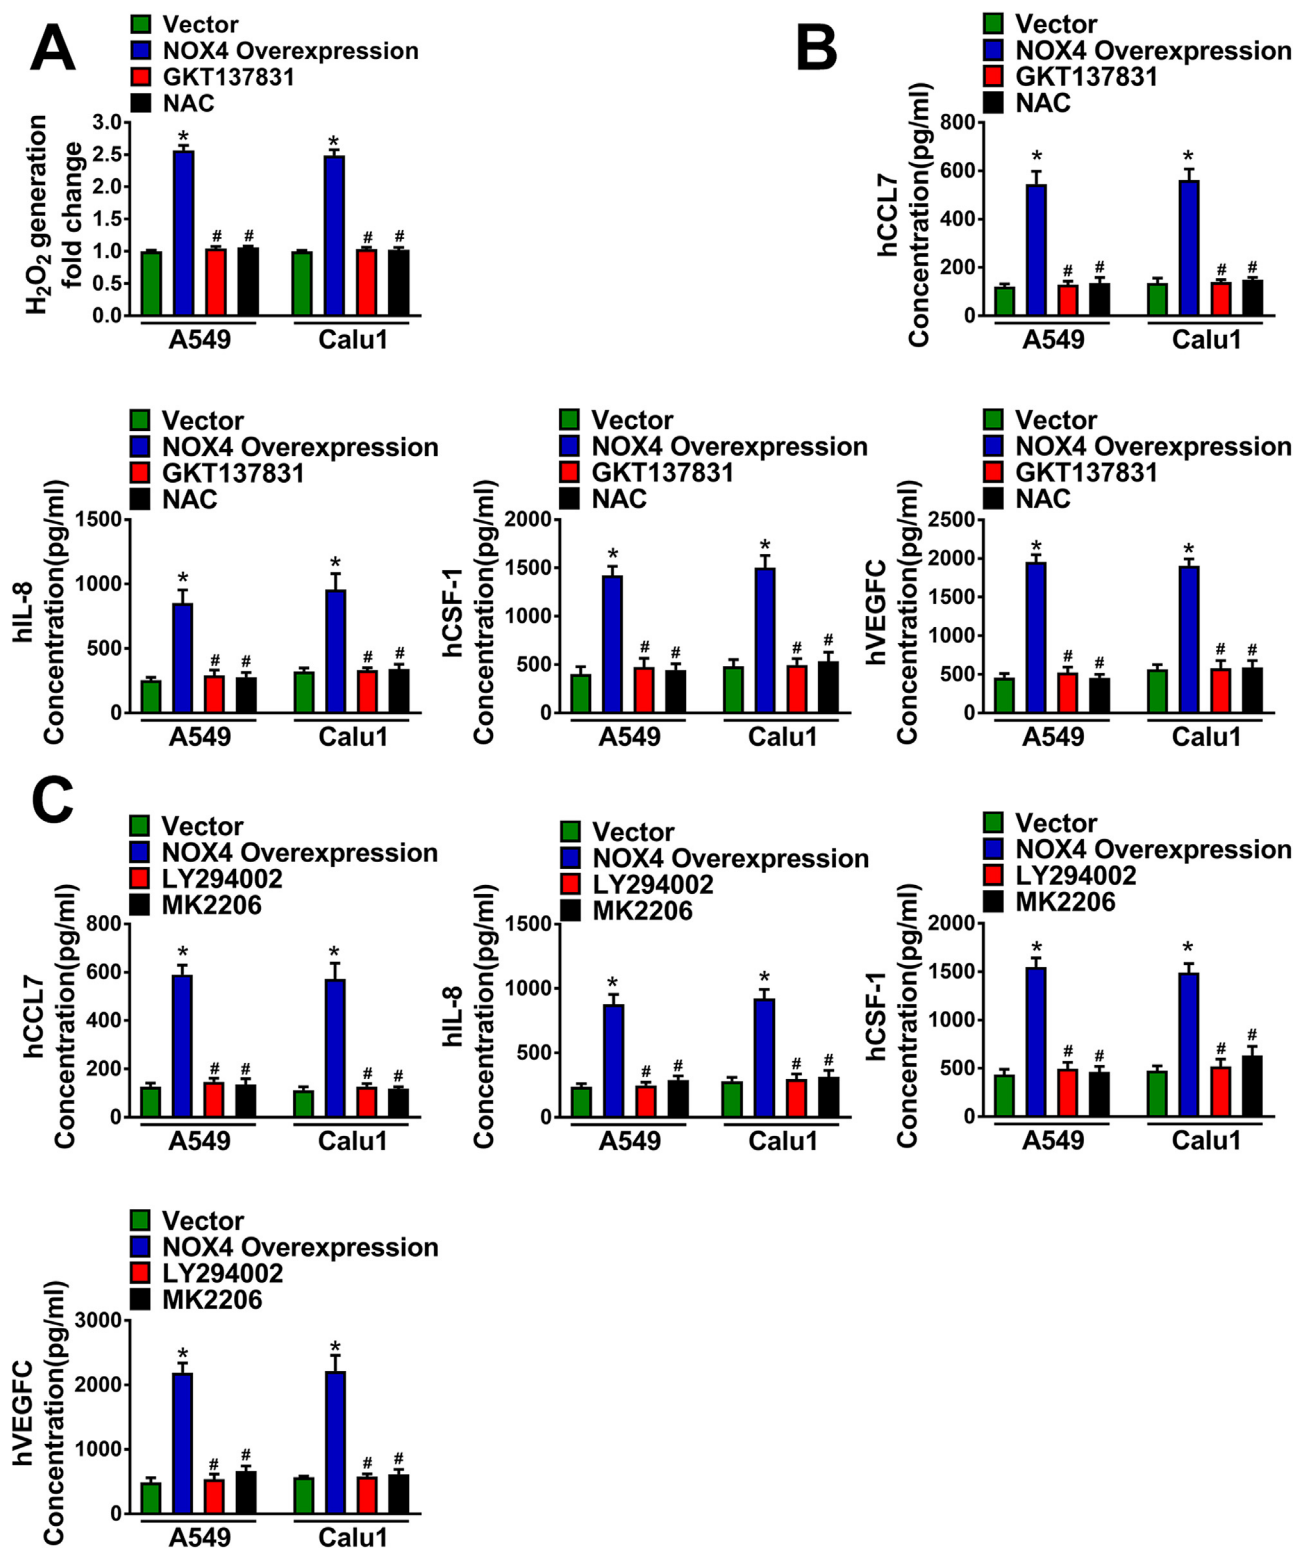 A
Vector
NOX4 Overexpression
GKT137831
NAC
H2O2 generation
fold change
3.0
2.5
2.0
1.5
1.0
0.5
0.0
*
#
#
*
#
#
A549
Calu1
B
Vector
NOX4 Overexpression
GKT137831
NAC
hCCL7
Concentration(pg/ml)
800
600
400
200
0
*
#
#
*
#
#
A549
Calu1
Vector
NOX4 Overexpression
GKT137831
NAC
hIL-8
Concentration(pg/ml)
1500
1000
500
0
*
#
#
*
#
#
A549
Calu1
Vector
NOX4 Overexpression
GKT137831
NAC
hCSF-1
Concentration(pg/ml)
2000
1500
1000
500
0
*
#
#
*
#
#
A549
Calu1
Vector
NOX4 Overexpression
GKT137831
NAC
hVEGFC
Concentration(pg/ml)
2500
2000
1500
1000
500
0
*
#
#
*
#
#
A549
Calu1
C
Vector
NOX4 Overexpression
LY294002
MK2206
hCCL7
Concentration(pg/ml)
800
600
400
200
0
*
#
#
*
#
#
A549
Calu1
Vector
NOX4 Overexpression
LY294002
MK2206
hIL-8
Concentration(pg/ml)
1500
1000
500
0
*
#
#
*
#
#
A549
Calu1
Vector
NOX4 Overexpression
LY294002
MK2206
hCSF-1
Concentration(pg/ml)
2000
1500
1000
500
0
*
#
#
*
#
#
A549
Calu1
Vector
NOX4 Overexpression
LY294002
MK2206
hVEGFC
Concentration(pg/ml)
3000
2000
1000
0
*
#
#
*
#
#
A549
Calu1